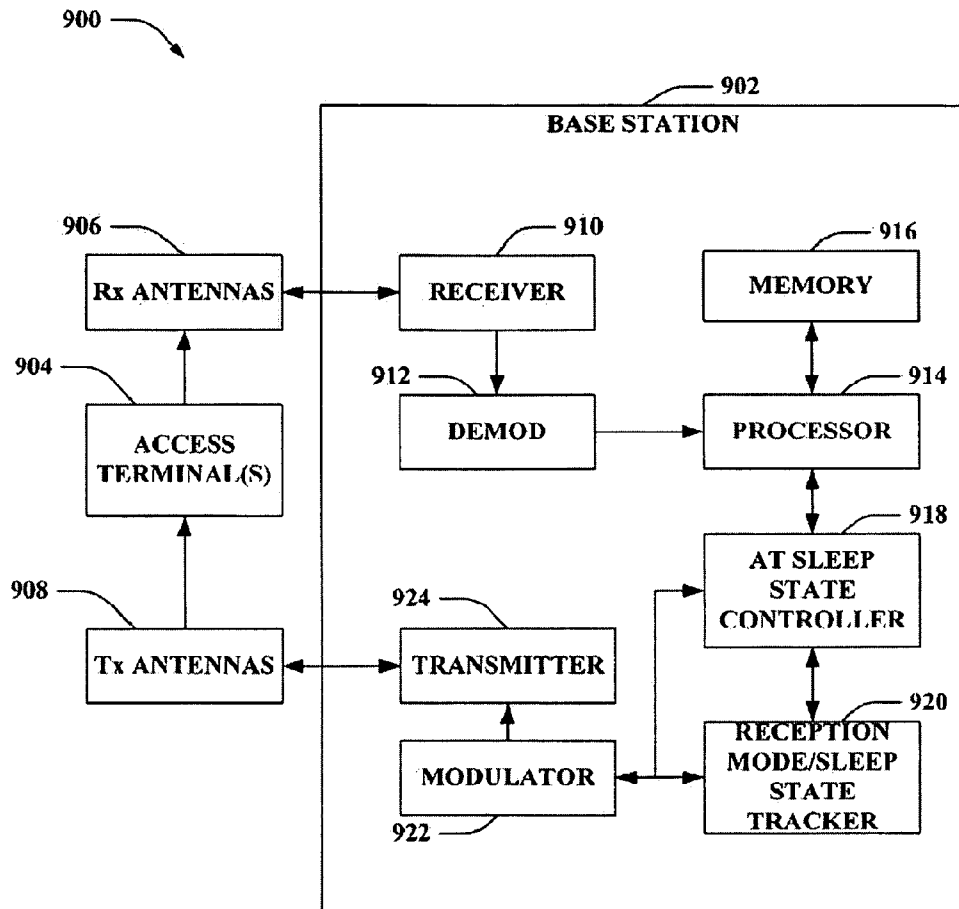 900
902
BASE STATION
906
910
916
Rx ANTENNAS
RECEIVER
MEMORY
904
912
914
ACCESS
TERMINAL(S)
DEMOD
PROCESSOR
918
908
924
AT SLEEP
STATE
CONTROLLER
Tx ANTENNAS
TRANSMITTER
920
MODULATOR
922
RECEPTION
MODE/SLEEP
STATE
TRACKER